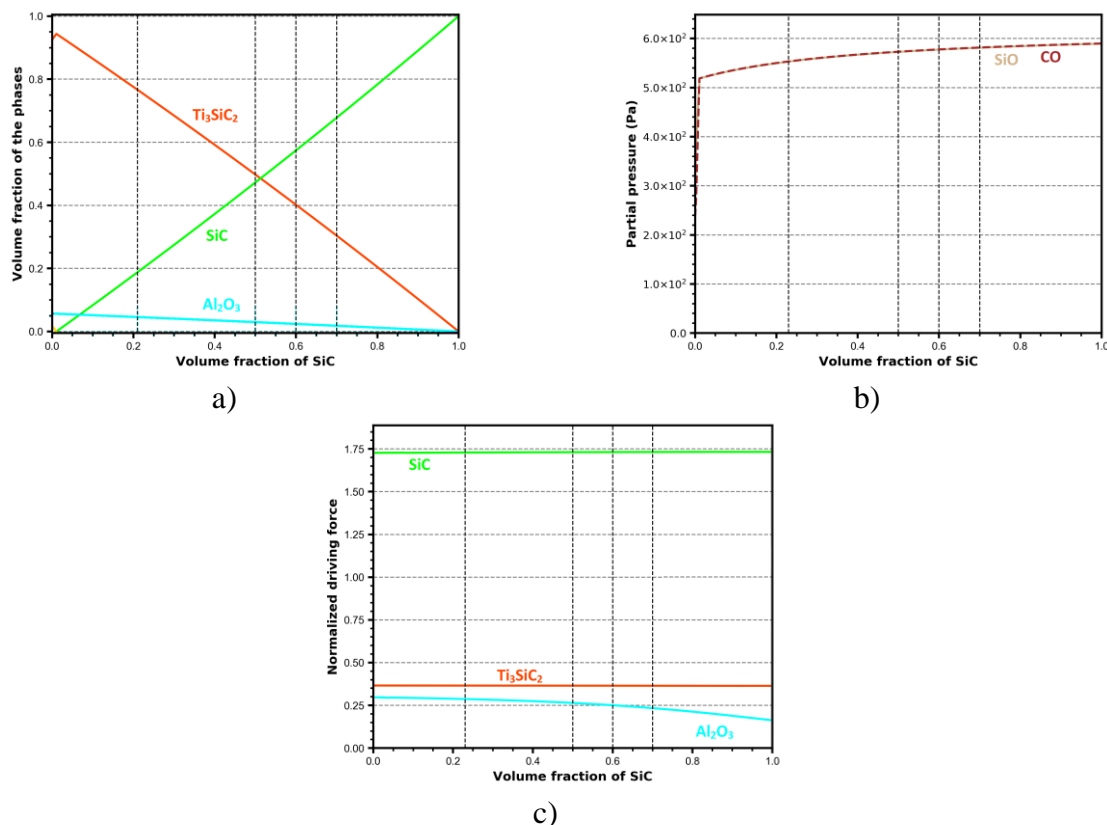 1.0
0.8
0.6
0.4
0.2
0.0
Volume fraction of the phases
Ti₃SiC₂
SiC
Al₂O₃
0.0 0.2 0.4 0.6 0.8 1.0
Volume fraction of SiC
a)
6.0×10²
5.0×10²
4.0×10²
3.0×10²
2.0×10²
1.0×10²
0.0
Partial pressure (Pa)
SiO CO
0.0 0.2 0.4 0.6 0.8 1.0
Volume fraction of SiC
b)
1.75
1.50
1.25
1.00
0.75
0.50
0.25
0.00
Normalized driving force
SiC
Ti₃SiC₂
Al₂O₃
0.0 0.2 0.4 0.6 0.8 1.0
Volume fraction of SiC
c)